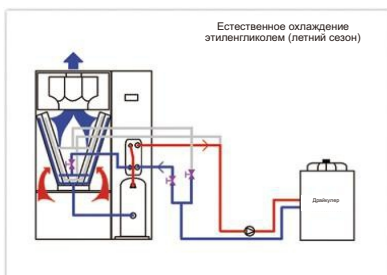 Естественное охлаждение
этиленгликолем (летний сезон)
Драйкулер